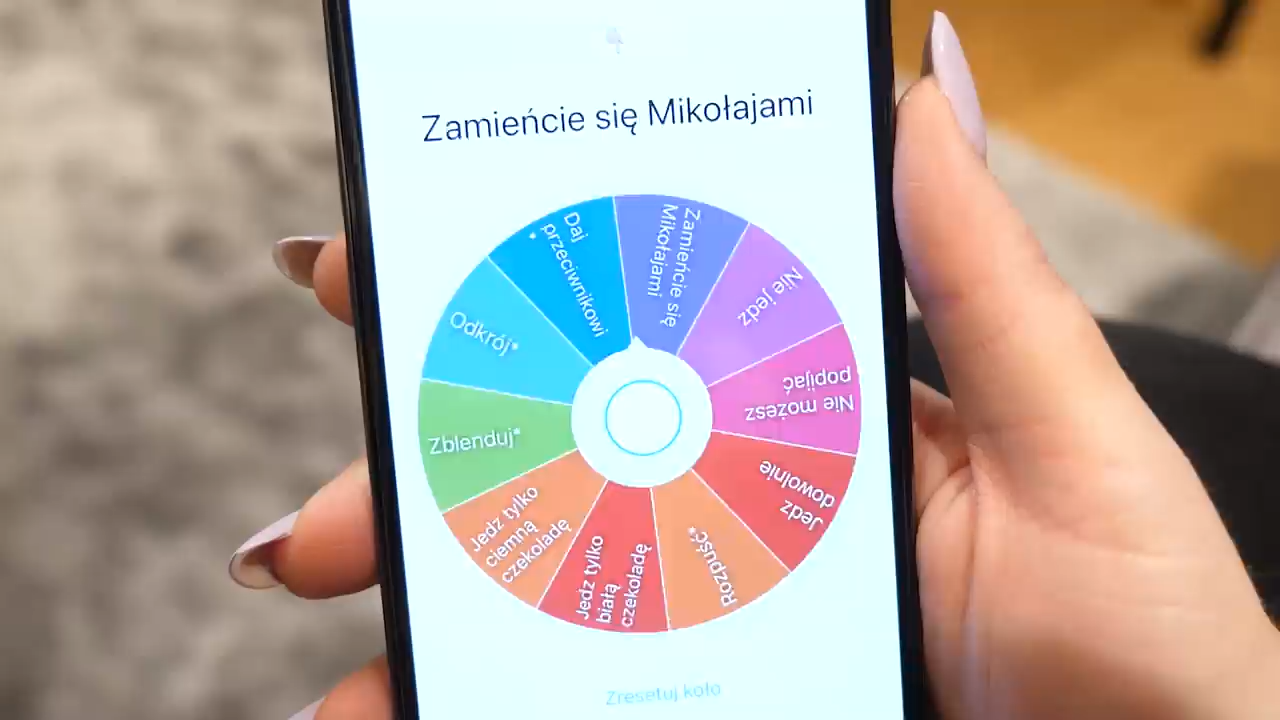 Zamieńcie się Mikołajami
Zamieńcie się
Mikołajami
Nie jedz
Nie możesz
popijać
Jedz
dowolnie
Rozpuść*
Jedz tylko
białą
czekoladę
Jedz tylko
ciemną
czekoladę
Zblenduj*
Odkrój*
Daj
przeciwnikowi
*
Zresetuj koło